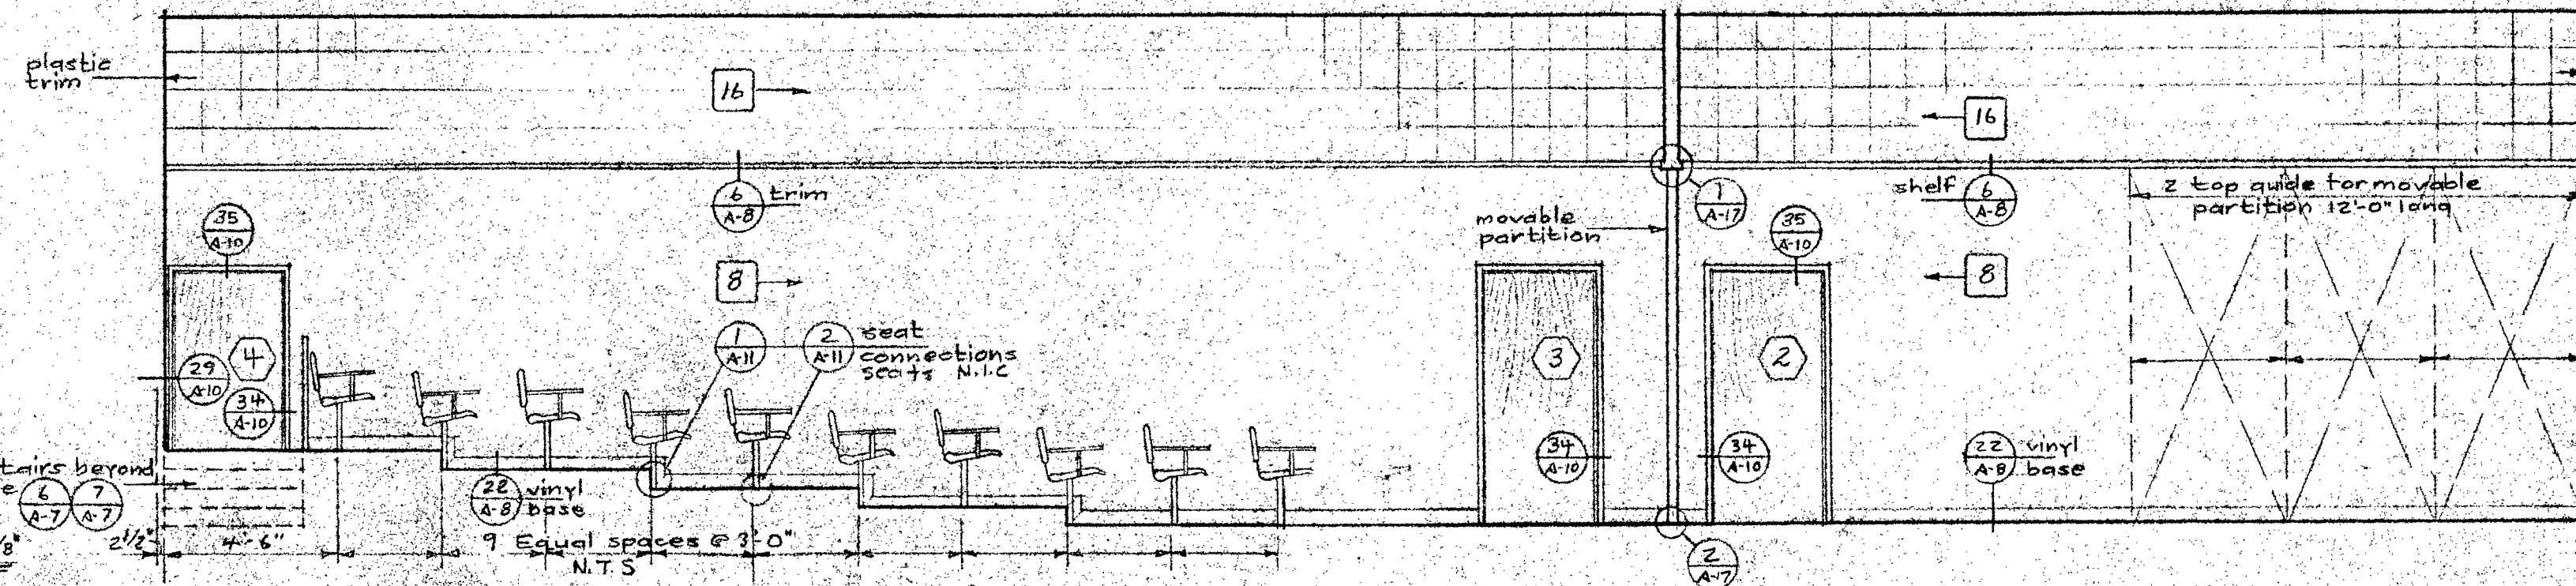 plastic
trim
16
16
6
A-8
trim
shelf
6
A-8
2 top guide for movable
partition 12'-0" long
1
A-17
movable
partition
35
A-10
35
A-10
8
8
1
A-11
2
A-11
seat
connections
seats N.I.C
4
29
A-10
34
A-10
3
2
34
A-10
34
A-10
22
A-8
vinyl
base
tairs beyond
e
6
A-7
7
A-7
22
A-8
vinyl
base
/8"
2 1/2"
4'-6"
9 Equal spaces @ 3'-0"
N.T.S
2
A-17